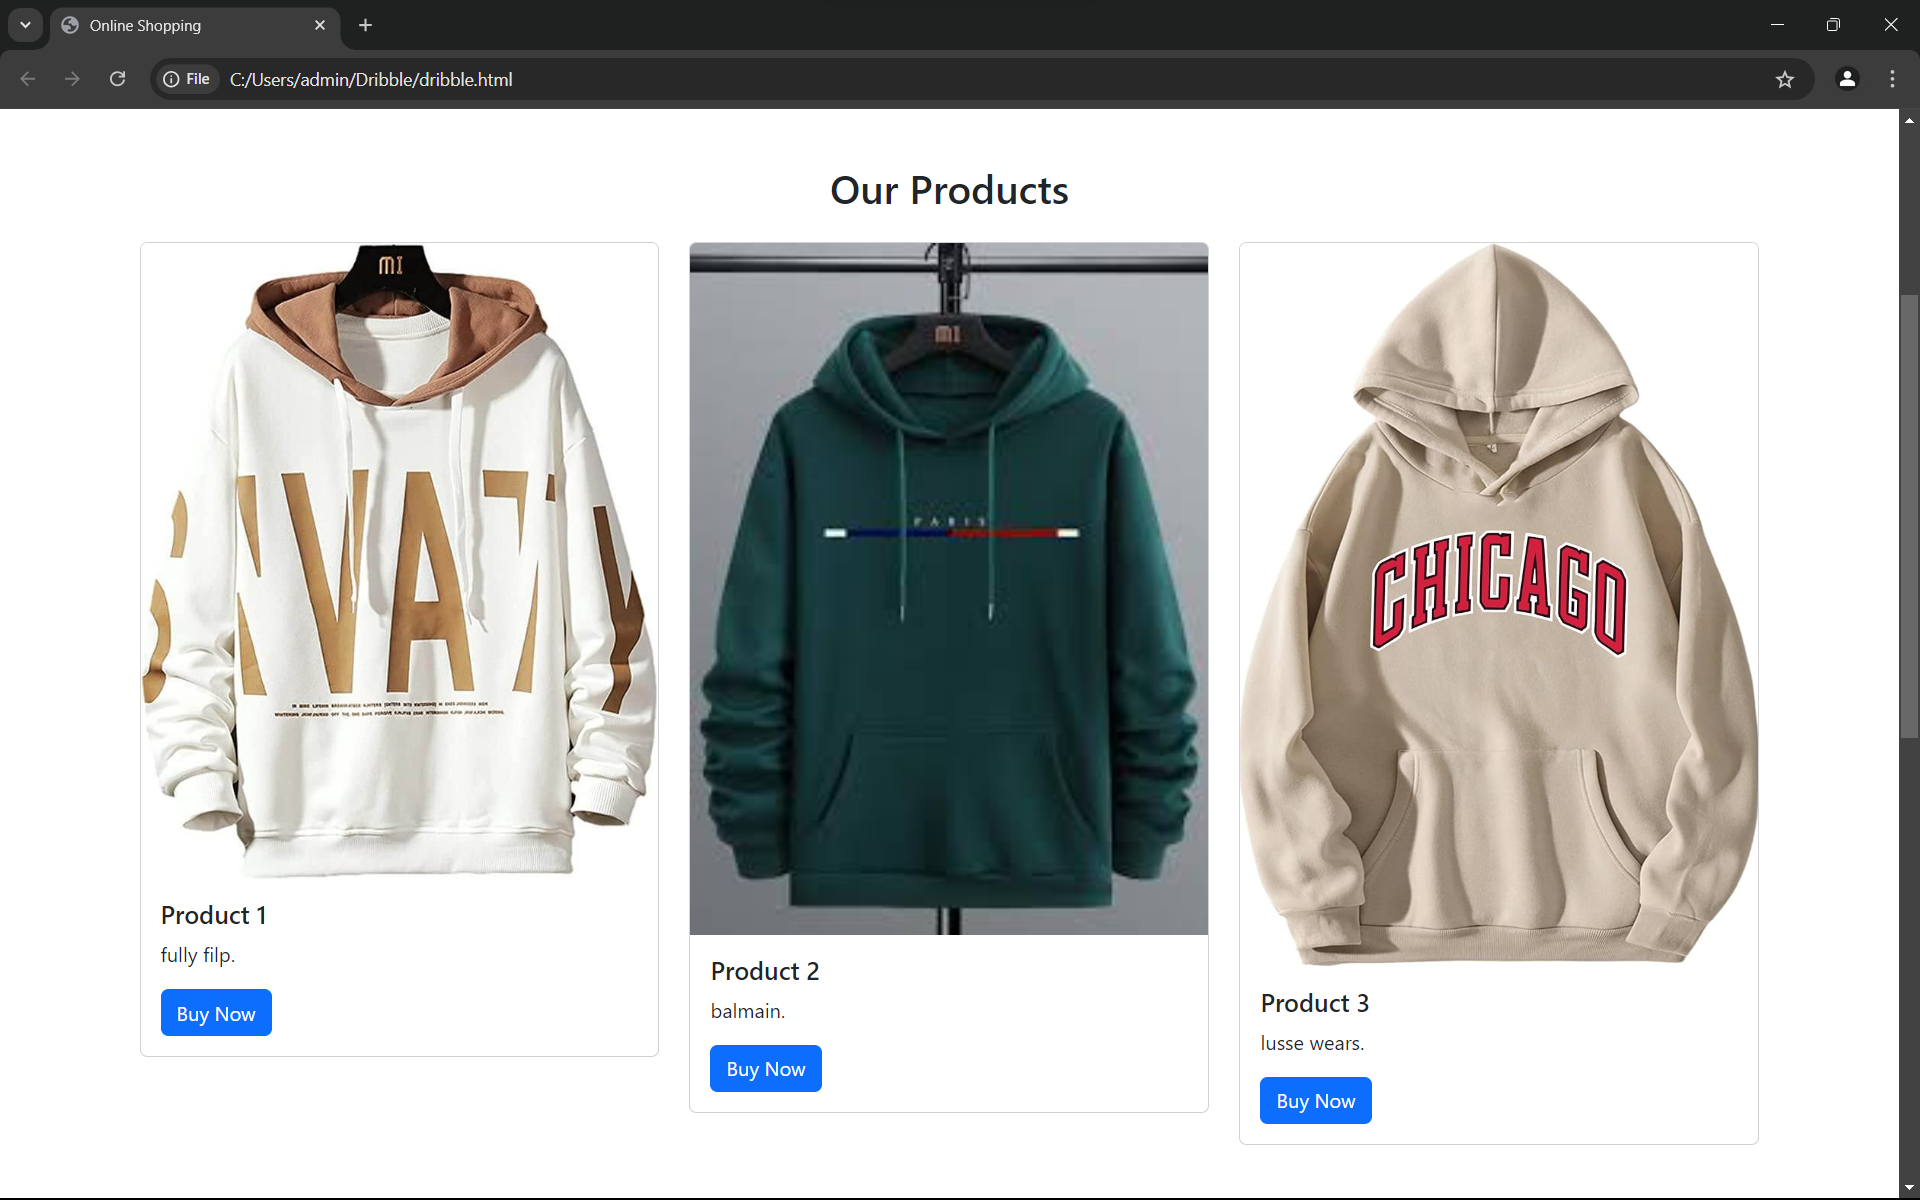 Online Shopping
File
C:/Users/admin/Dribble/dribble.html
Our Products
MI
VAT
MI
PARIS
CHICAGO
Product 1
fully filp.
Buy Now
Product 2
balmain.
Buy Now
Product 3
lusse wears.
Buy Now